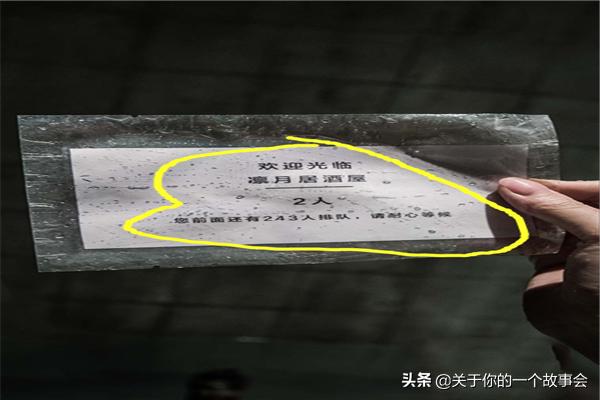 欢迎光临
凛月居酒屋
2人
您前面还有243人排队，请耐心等候
头条 @关于你的一个故事会